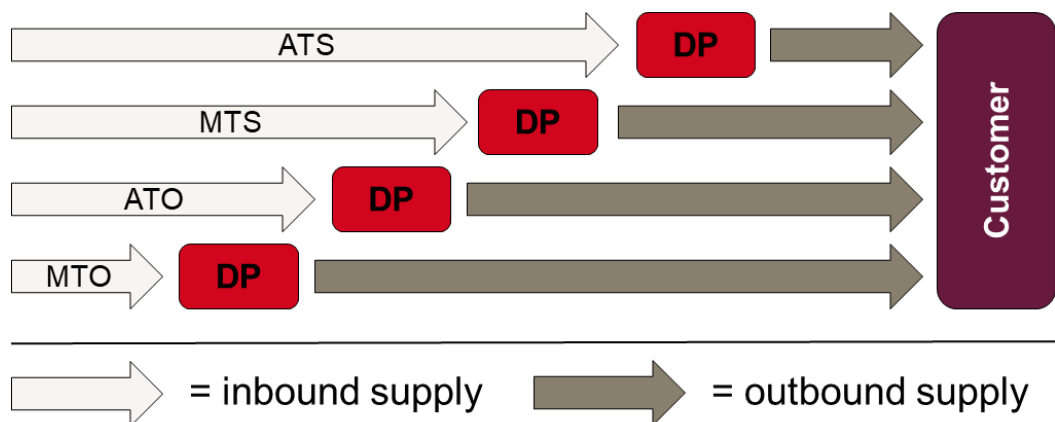 ATS
DP
MTS
DP
ATO
DP
MTO
DP
Customer
= inbound supply
= outbound supply